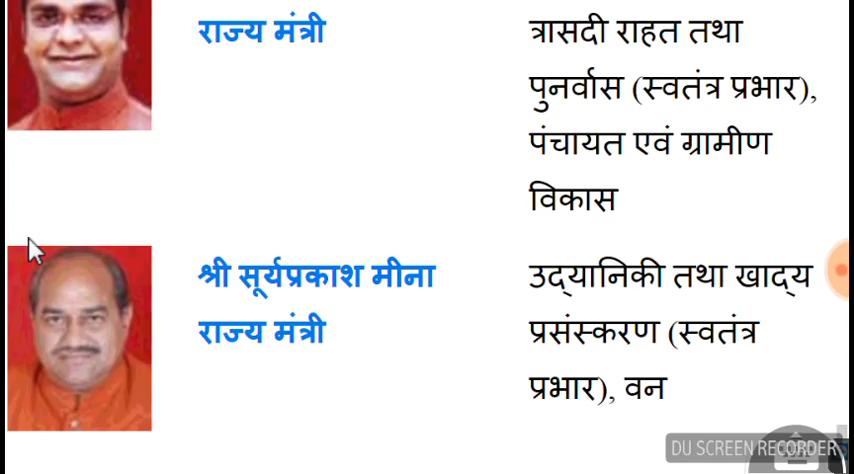 राज्य मंत्री
त्रासदी राहत तथा
पुनर्वास (स्वतंत्र प्रभार),
पंचायत एवं ग्रामीण
विकास
श्री सूर्यप्रकाश मीना
राज्य मंत्री
उद्यानिकी तथा खाद्य
प्रसंस्करण (स्वतंत्र
प्रभार), वन
DU SCREEN RECORDER